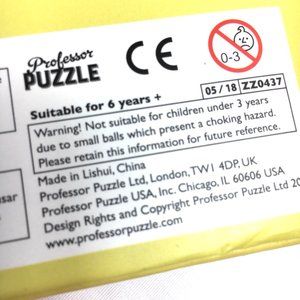 Professor
PUZZLE
CE
0-3
Suitable for 6 years +
05 / 18 ZZ0437
Warning! Not suitable for children under 3 years
due to small balls which present a choking hazard.
Please retain this information for future reference.
Made in Lishui, China
Professor Puzzle Ltd, London, TW1 4DP, UK
Professor Puzzle USA, Inc. Chicago, IL 60606 USA
Design Rights and Copyright Professor Puzzle Ltd 20
www.professorpuzzle.com